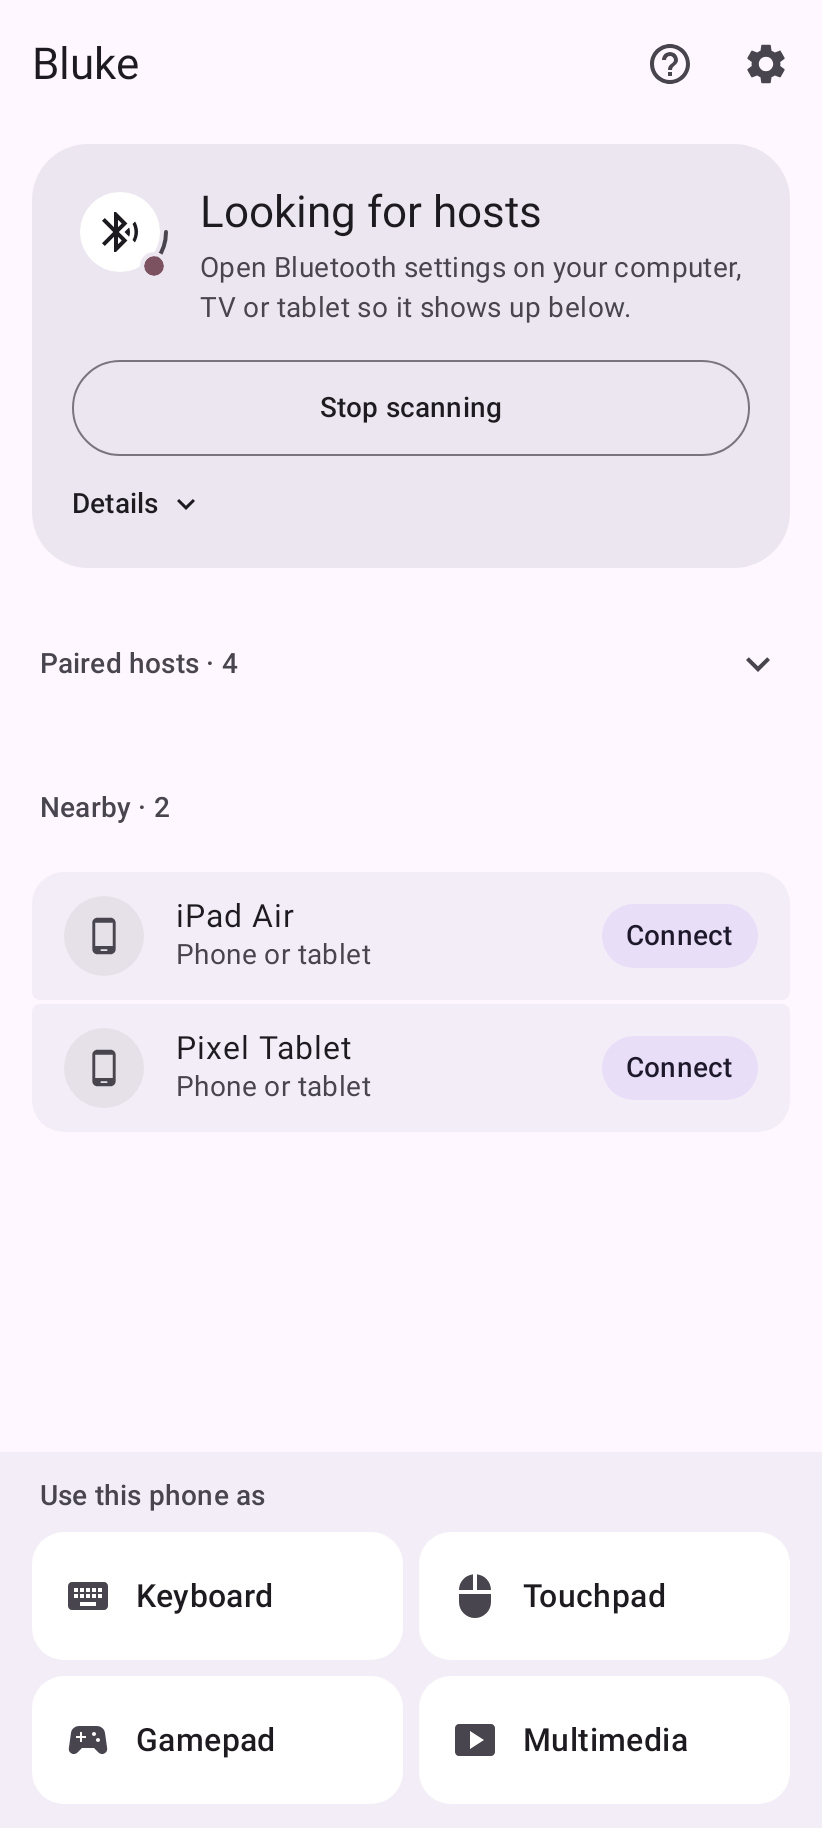 Bluke
Looking for hosts
Open Bluetooth settings on your computer,
TV or tablet so it shows up below.
Stop scanning
Details
Paired hosts · 4
Nearby · 2
iPad Air
Phone or tablet
Connect
Pixel Tablet
Phone or tablet
Connect
Use this phone as
Keyboard
Touchpad
Gamepad
Multimedia